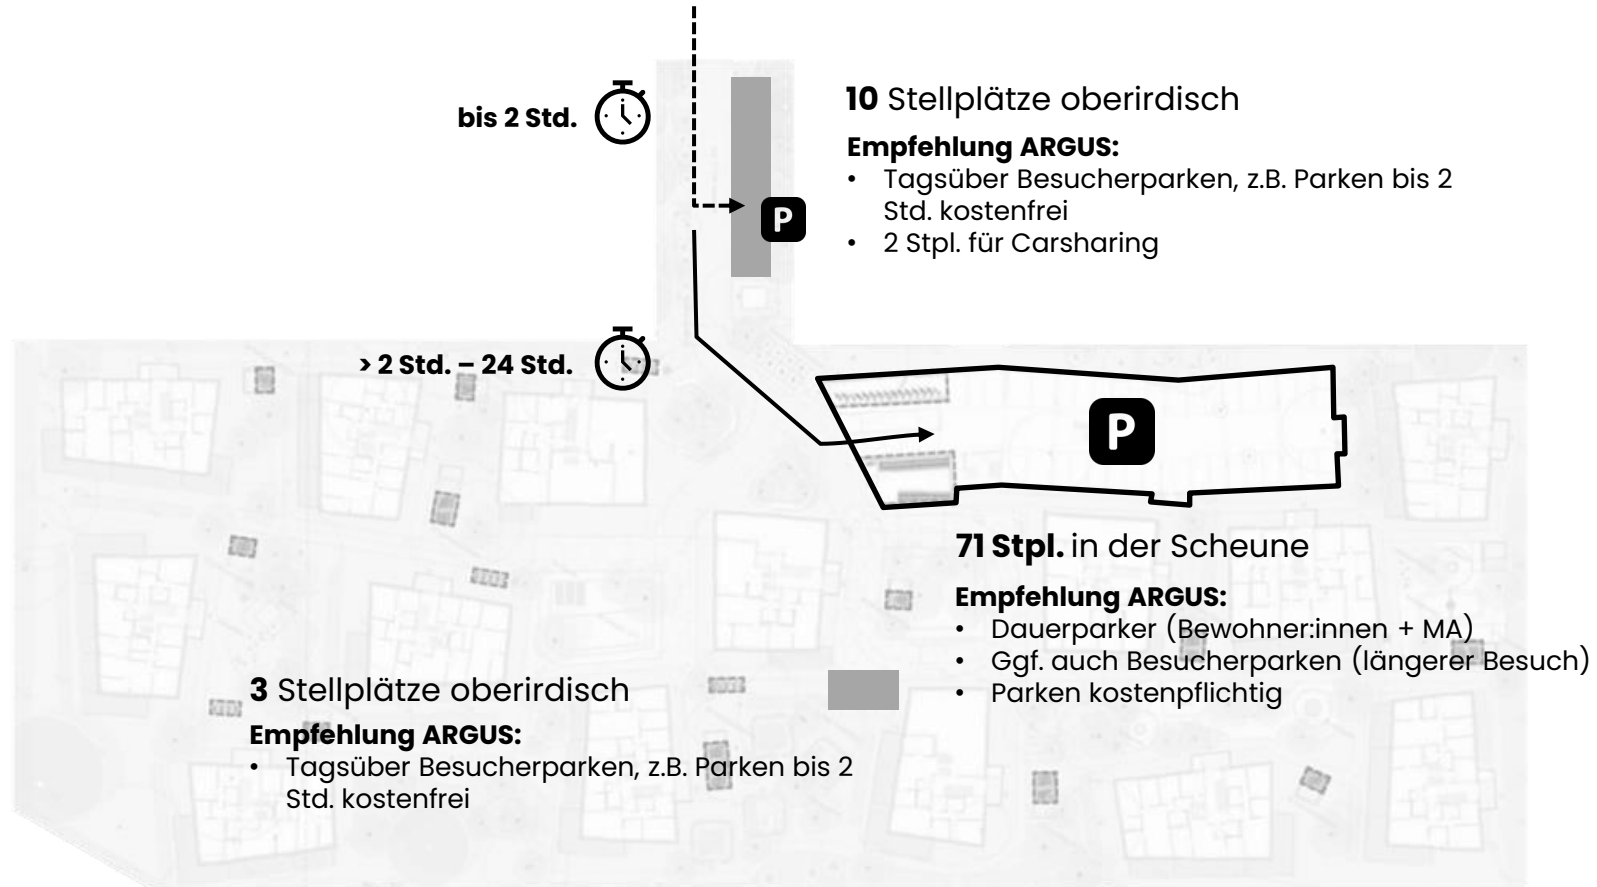 bis 2 Std.
10 Stellplätze oberirdisch
Empfehlung ARGUS:
• Tagsüber Besucherparken, z.B. Parken bis 2
Std. kostenfrei
• 2 Stpl. für Carsharing
P
> 2 Std. – 24 Std.
P
71 Stpl. in der Scheune
Empfehlung ARGUS:
• Dauerparker (Bewohner:innen + MA)
• Ggf. auch Besucherparken (längerer Besuch)
• Parken kostenpflichtig
3 Stellplätze oberirdisch
Empfehlung ARGUS:
• Tagsüber Besucherparken, z.B. Parken bis 2
Std. kostenfrei